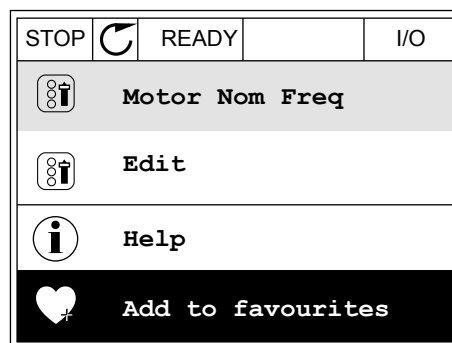 STOP READY I/O
Motor Nom Freq
Edit
Help
Add to favourites